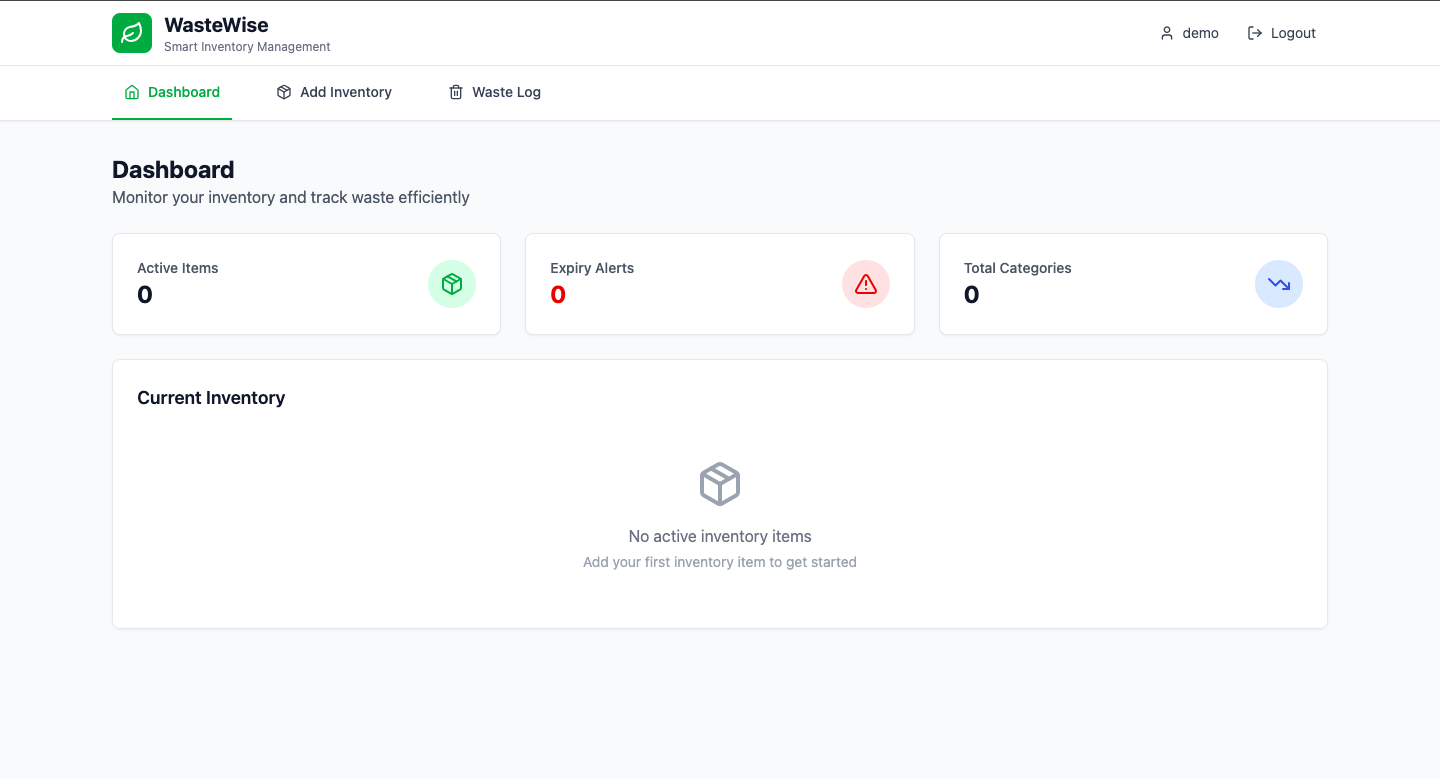 WasteWise
Smart Inventory Management
demo
Logout
Dashboard
Add Inventory
Waste Log
Dashboard
Monitor your inventory and track waste efficiently
Active Items
0
Expiry Alerts
0
Total Categories
0
Current Inventory
No active inventory items
Add your first inventory item to get started